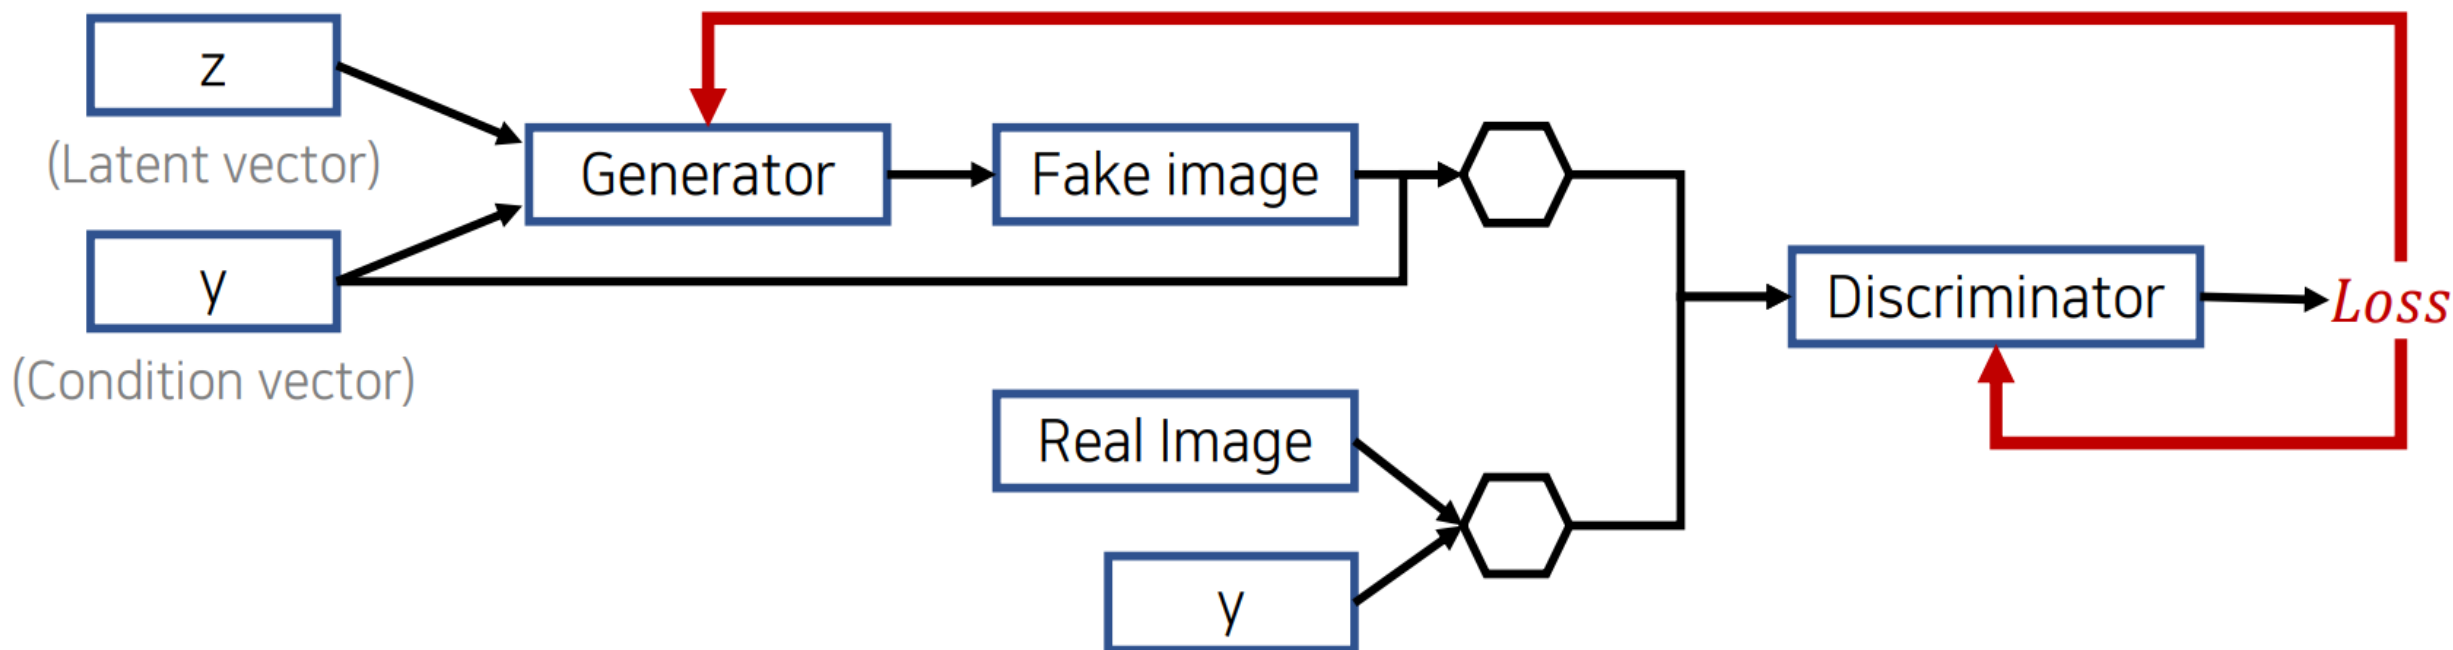 z
(Latent vector)
Generator
Fake image
y
(Condition vector)
Discriminator
Loss
Real Image
y